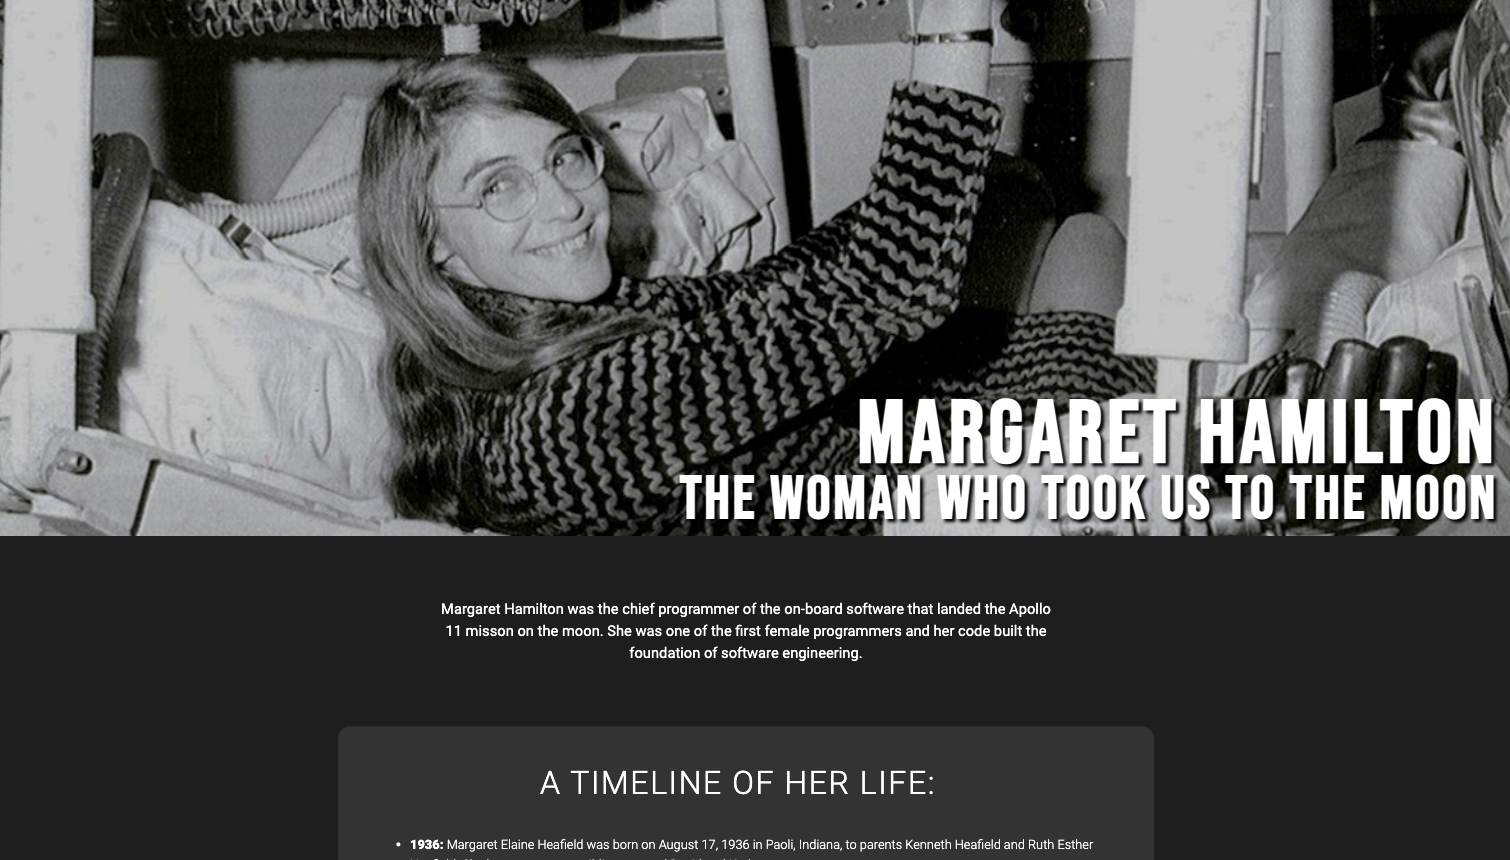 MARGARET HAMILTON
THE WOMAN WHO TOOK US TO THE MOON
Margaret Hamilton was the chief programmer of the on-board software that landed the Apollo
11 misson on the moon. She was one of the first female programmers and her code built the
foundation of software engineering.
A TIMELINE OF HER LIFE:
• 1936: Margaret Elaine Heafield was born on August 17, 1936 in Paoli, Indiana, to parents Kenneth Heafield and Ruth Esther